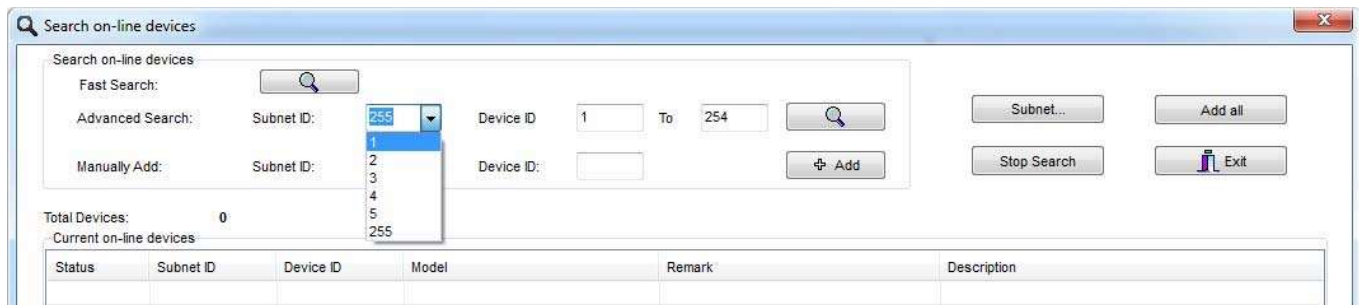 Search on-line devices
Search on-line devices
Fast Search:
Advanced Search: Subnet ID: 255 Device ID 1 To 254 Subnet... Add all
1
2
Manually Add: Subnet ID: Device ID: Add Stop Search Exit
3
4
5
255
Total Devices: 0
Current on-line devices
Status Subnet ID Device ID Model Remark Description